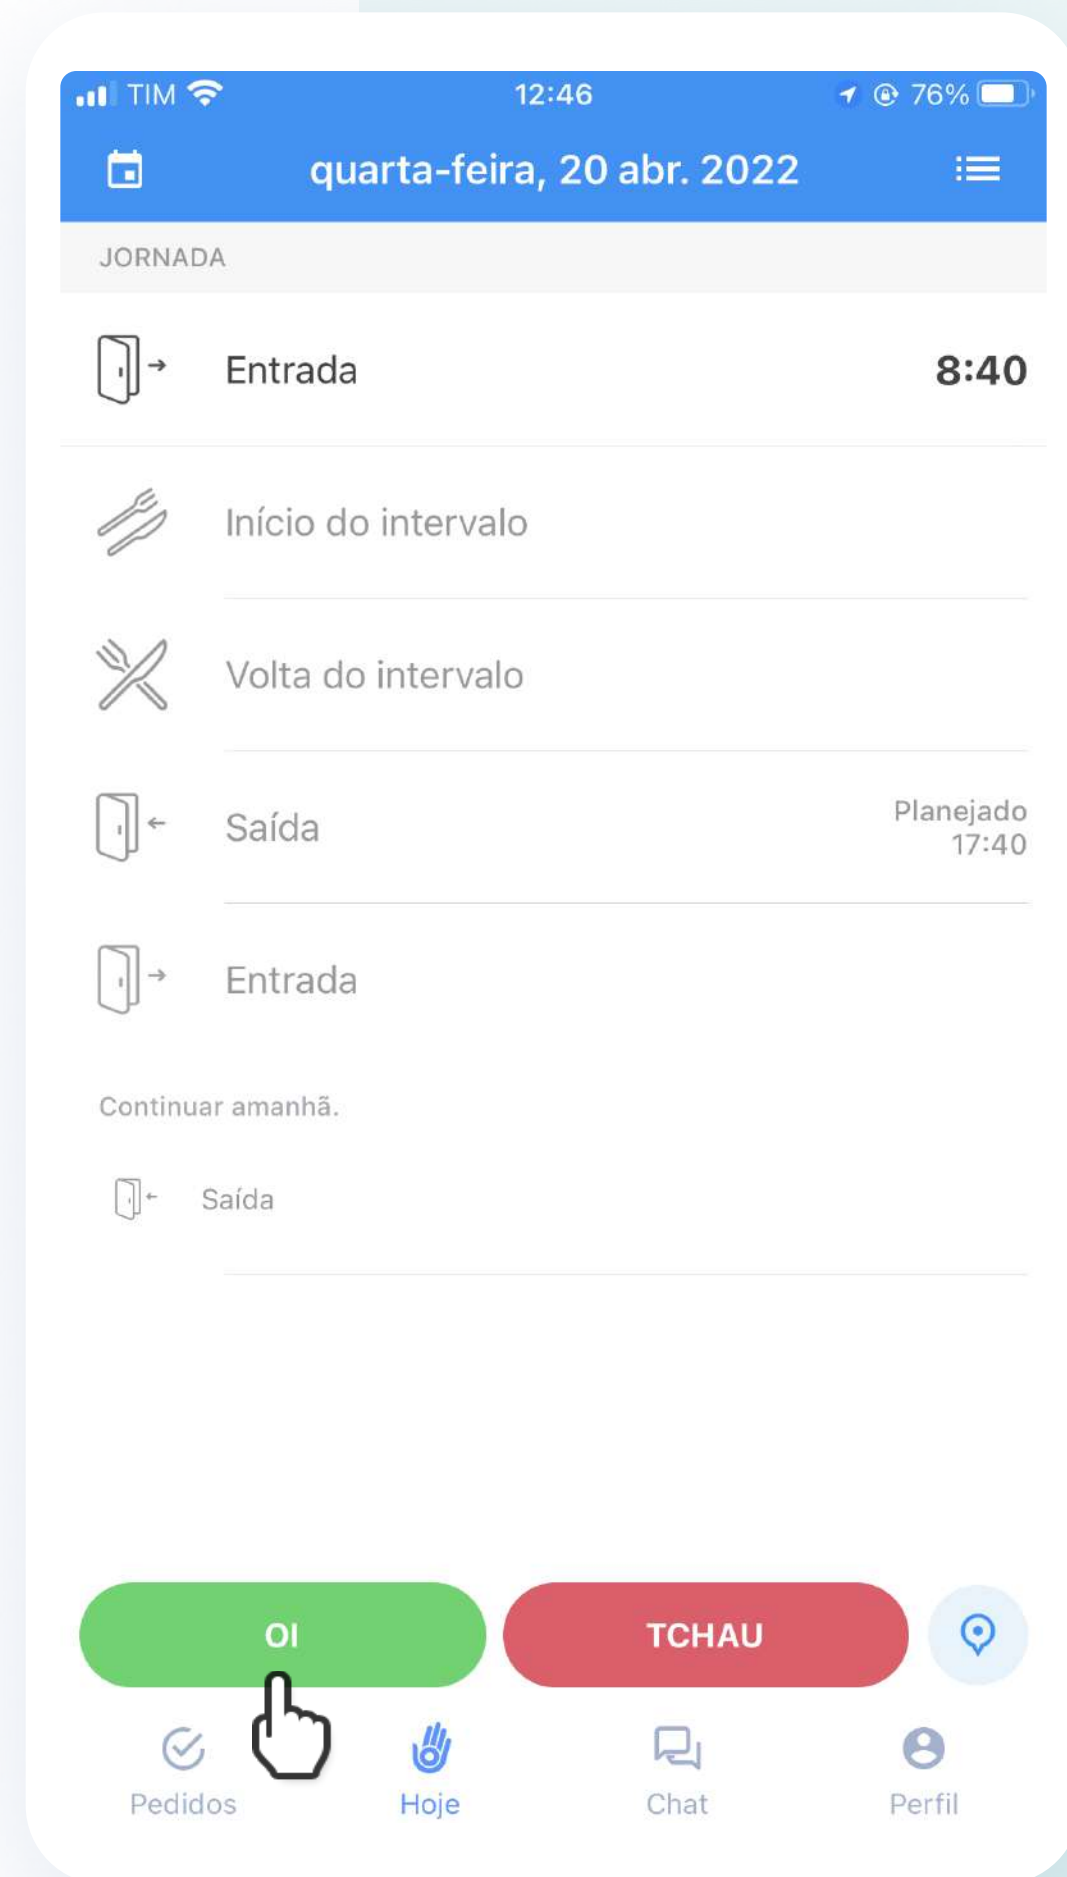 TIM 12:46 76%
quarta-feira, 20 abr. 2022
JORNADA
Entrada 8:40
Início do intervalo
Volta do intervalo
Saída Planejado
17:40
Entrada
Continuar amanhã.
Saída
OI TCHAU
Pedidos Hoje Chat Perfil